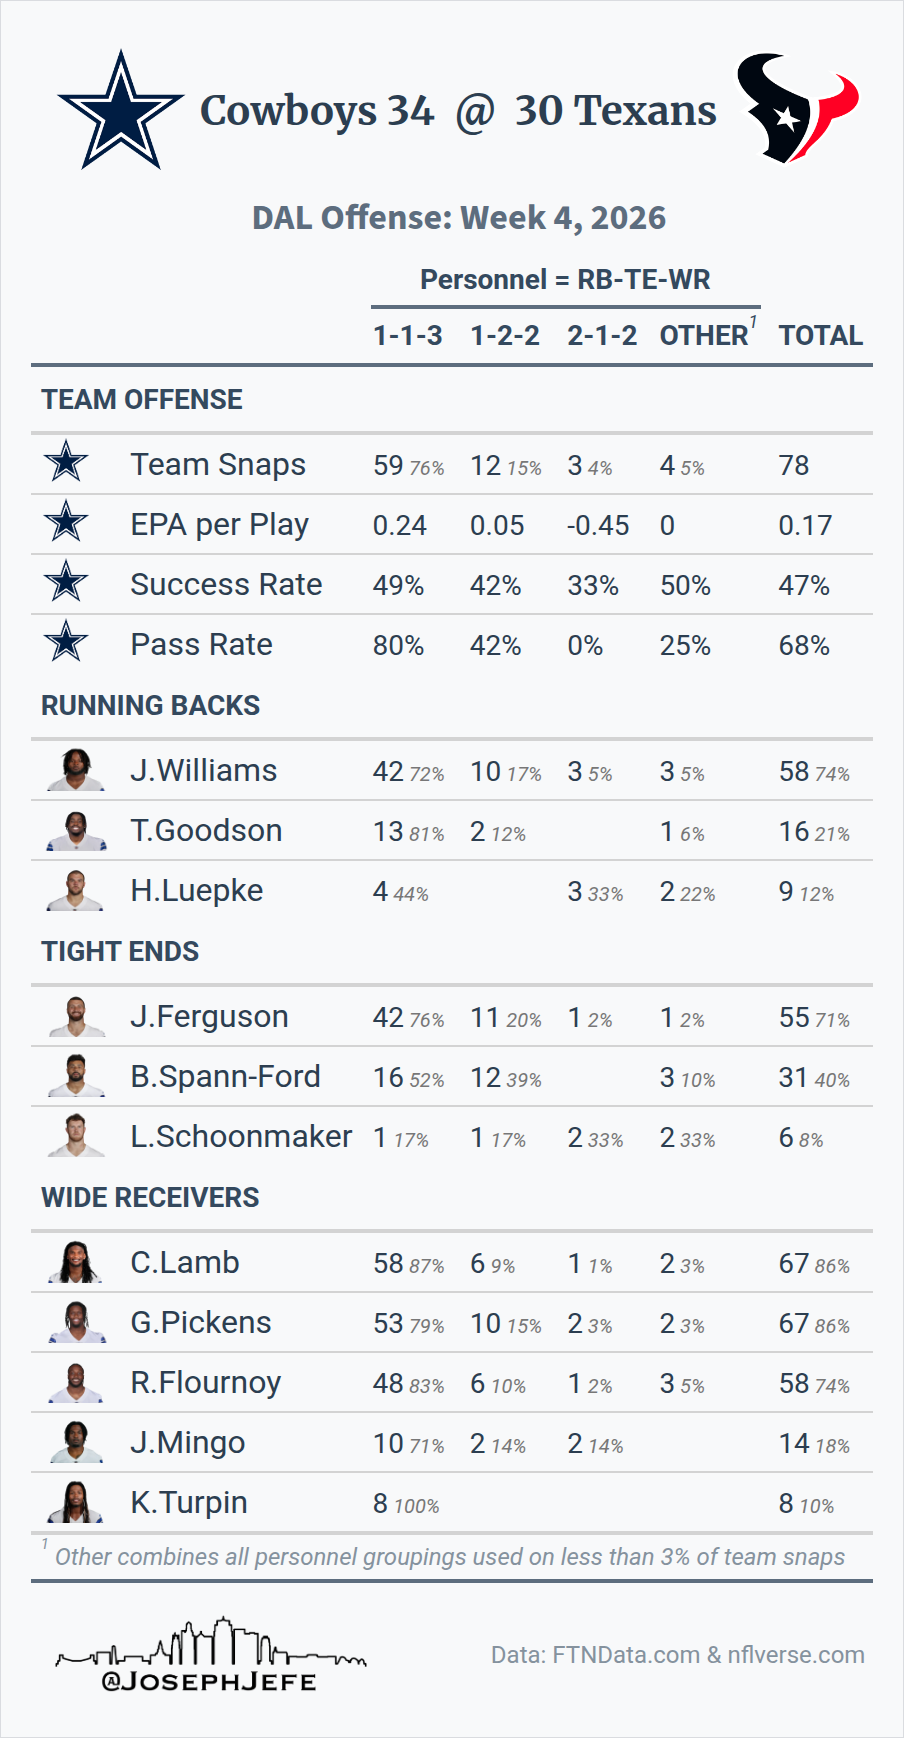 Cowboys 34 @ 30 Texans
DAL Offense: Week 4, 2026
Personnel = RB-TE-WR
1-1-3 1-2-2 2-1-2 OTHER1 TOTAL
TEAM OFFENSE
Team Snaps 59 76% 12 15% 3 4% 4 5% 78
EPA per Play 0.24 0.05 -0.45 0 0.17
Success Rate 49% 42% 33% 50% 47%
Pass Rate 80% 42% 0% 25% 68%
RUNNING BACKS
J.Williams 42 72% 10 17% 3 5% 3 5% 58 74%
T.Goodson 13 81% 2 12% 1 6% 16 21%
H.Luepke 4 44% 3 33% 2 22% 9 12%
TIGHT ENDS
J.Ferguson 42 76% 11 20% 1 2% 1 2% 55 71%
B.Spann-Ford 16 52% 12 39% 3 10% 31 40%
L.Schoonmaker 1 17% 1 17% 2 33% 2 33% 6 8%
WIDE RECEIVERS
C.Lamb 58 87% 6 9% 1 1% 2 3% 67 86%
G.Pickens 53 79% 10 15% 2 3% 2 3% 67 86%
R.Flournoy 48 83% 6 10% 1 2% 3 5% 58 74%
J.Mingo 10 71% 2 14% 2 14% 14 18%
K.Turpin 8 100% 8 10%
1 Other combines all personnel groupings used on less than 3% of team snaps
@JosephJefe
Data: FTNData.com & nflverse.com